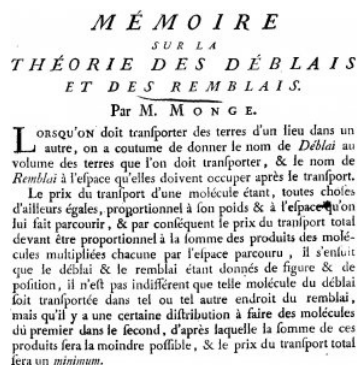 MÉMOIRE
SUR LA
THÉORIE DES DÉBLAIS
ET DES REMBLAIS.
Par M. MONGE.
LORSQU'ON doit tranſporter des terres d'un lieu dans un
autre, on a coutume de donner le nom de Déblai au
volume des terres que l'on doit tranſporter, & le nom de
Remblai à l'eſpace qu'elles doivent occuper après le tranſport.
Le prix du tranſport d'une molécule étant, toutes choſes
d'ailleurs égales, proportionnel à ſon poids & à l'eſpace qu'on
lui fait parcourir, & par conſéquent le prix du tranſport total
devant être proportionnel à la ſomme des produits des molé-
cules multipliées chacune par l'eſpace parcouru, il s'enſuit
que le déblai & le remblai étant donnés de figure & de
poſition, il n'eſt pas indifférent que telle molécule du déblai
ſoit tranſportée dans tel ou tel autre endroit du remblai,
mais qu'il y a une certaine diſtribution à faire des molécules
du premier dans le ſecond, d'après laquelle la ſomme de ces
produits ſera la moindre poſſible, & le prix du tranſport total
ſera un minimum.